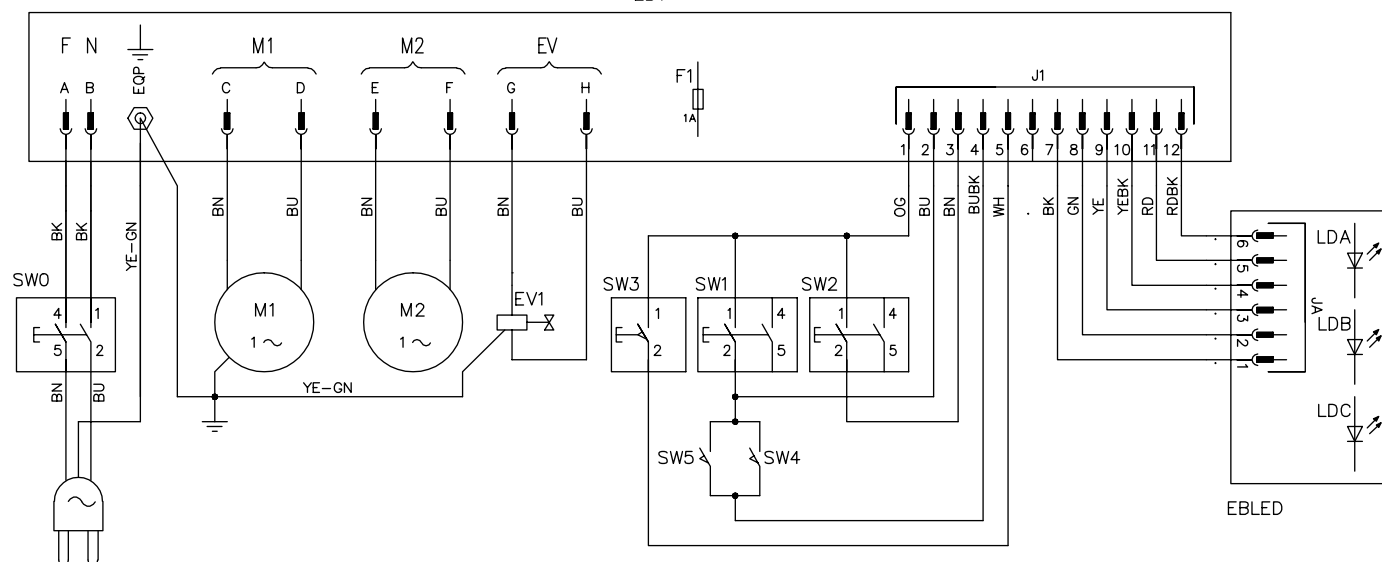 F N M1 M2 EV
A B EQP C D E F G H
F1
1A
J1
1 2 3 4 5 6 7 8 9 10 11 12
BK BK YE-GN BN BU BN BU BN BU
OG BU BN BUBK WH . BK GN YE YEBK RD RDBK
SW0
4 1
5 2
BN BU
M1
1
M2
1
EV1
YE-GN
SW3
1
2
SW1
1 4
2 5
SW2
1 4
2 5
SW5 SW4
6
5
4
3
2
1
JA
LDA
LDB
LDC
EBLED